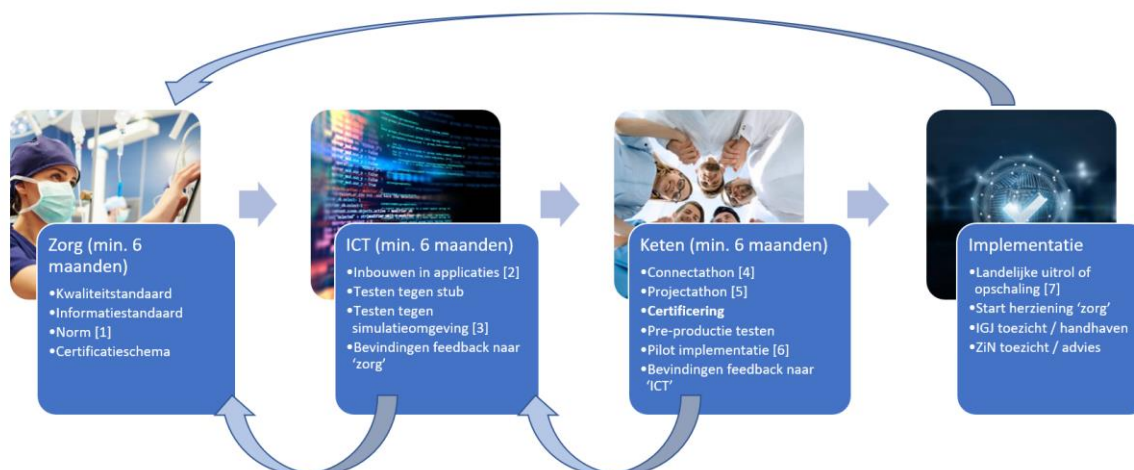 Zorg (min. 6
maanden)
•Kwaliteitstandaard
•Informatiestandaard
•Norm [1]
•Certificatieschema
ICT (min. 6 maanden)
•Inbouwen in applicaties [2]
•Testen tegen stub
•Testen tegen
simulatieomgeving [3]
•Bevindingen feedback naar
‘zorg’
Keten (min. 6 maanden)
•Connectathon [4]
•Projectathon [5]
•Certificering
•Pre-productie testen
•Pilot implementatie [6]
•Bevindingen feedback naar
‘ICT’
Implementatie
•Landelijke uitrol of
opschaling [7]
•Start herziening ‘zorg’
•IGJ toezicht / handhaven
•ZiN toezicht / advies